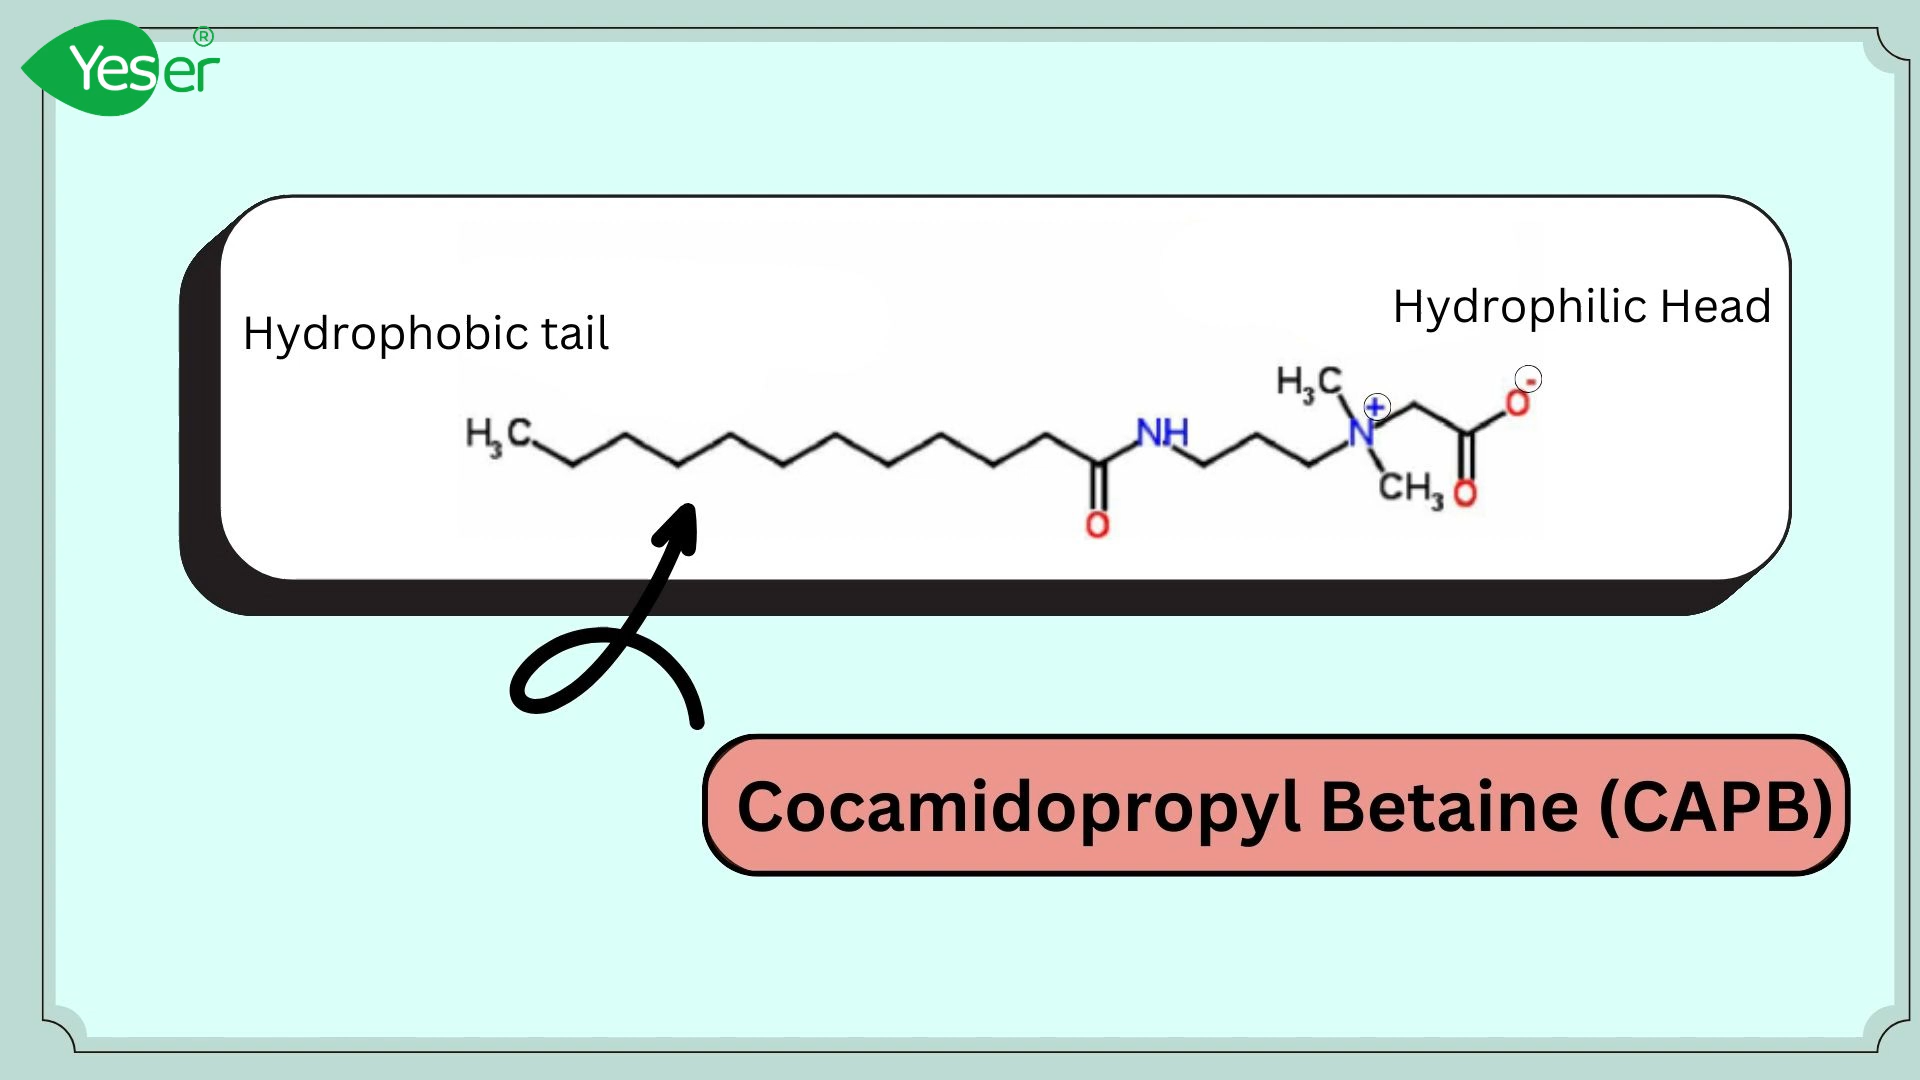 Yeser®
Hydrophobic tail
Hydrophilic Head
H₃C
NH
O
H₃C
N
+
CH₃
O
-
O
Cocamidopropyl Betaine (CAPB)